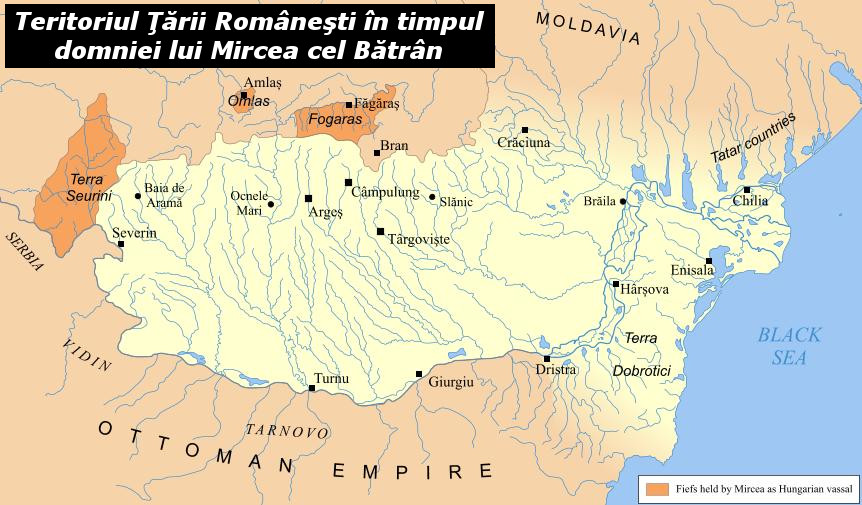 Teritoriul Ţării Româneşti în timpul
domniei lui Mircea cel Bătrân
MOLDAVIA
Amlaş
Omlas
Făgăraş
Fogaras
Bran
Crăciuna
Tatar countries
Terra
Seurini
Baia de
Aramă
Ocnele
Mari
Argeş
Câmpulung
Slănic
Brăila
Chilia
SERBIA
Severin
Târgovişte
Enisala
Hârşova
VIDIN
Terra
Dobrotici
BLACK
SEA
Dristra
Turnu
Giurgiu
TARNOVO
OTTOMAN EMPIRE
Fiefs held by Mircea as Hungarian vassal